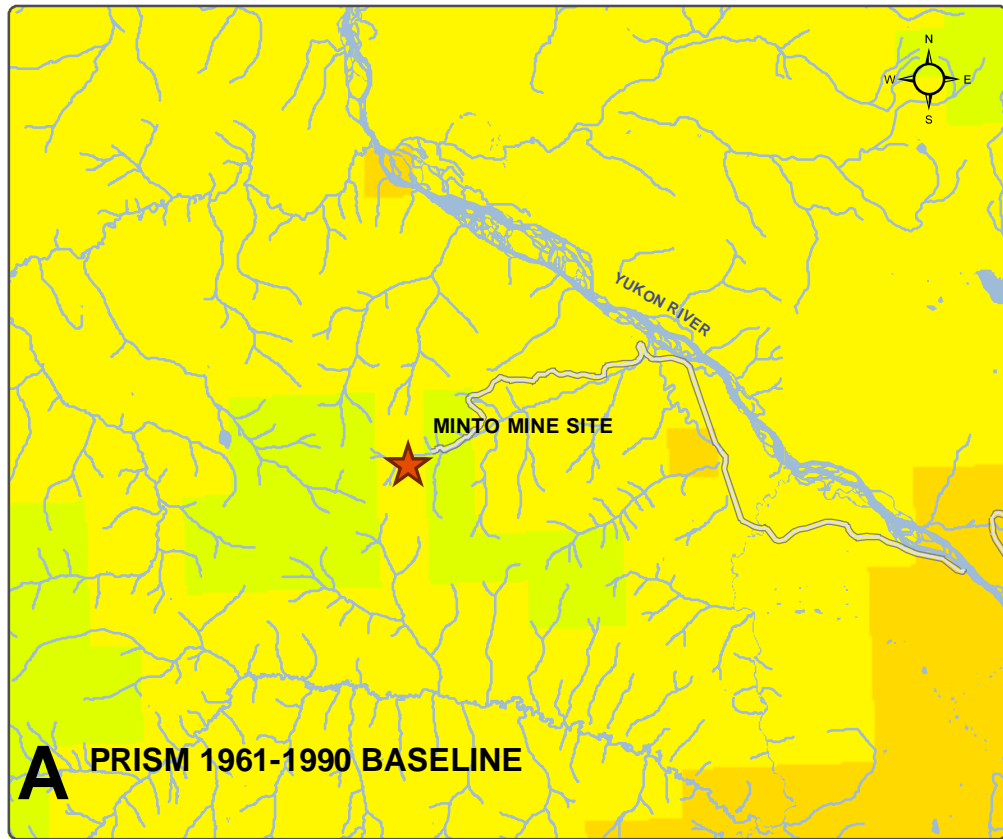 N
W E
S
YUKON RIVER
MINTO MINE SITE
A PRISM 1961-1990 BASELINE